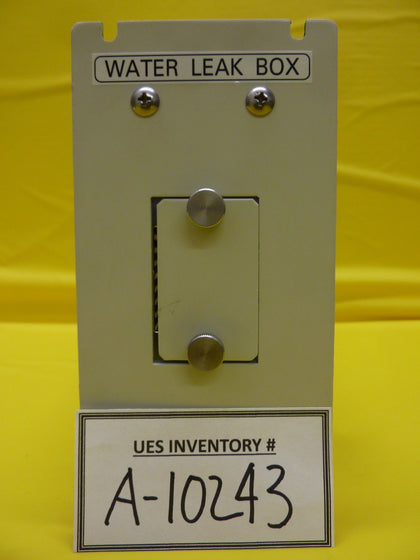 WATER LEAK BOX
UES INVENTORY #
A-10243